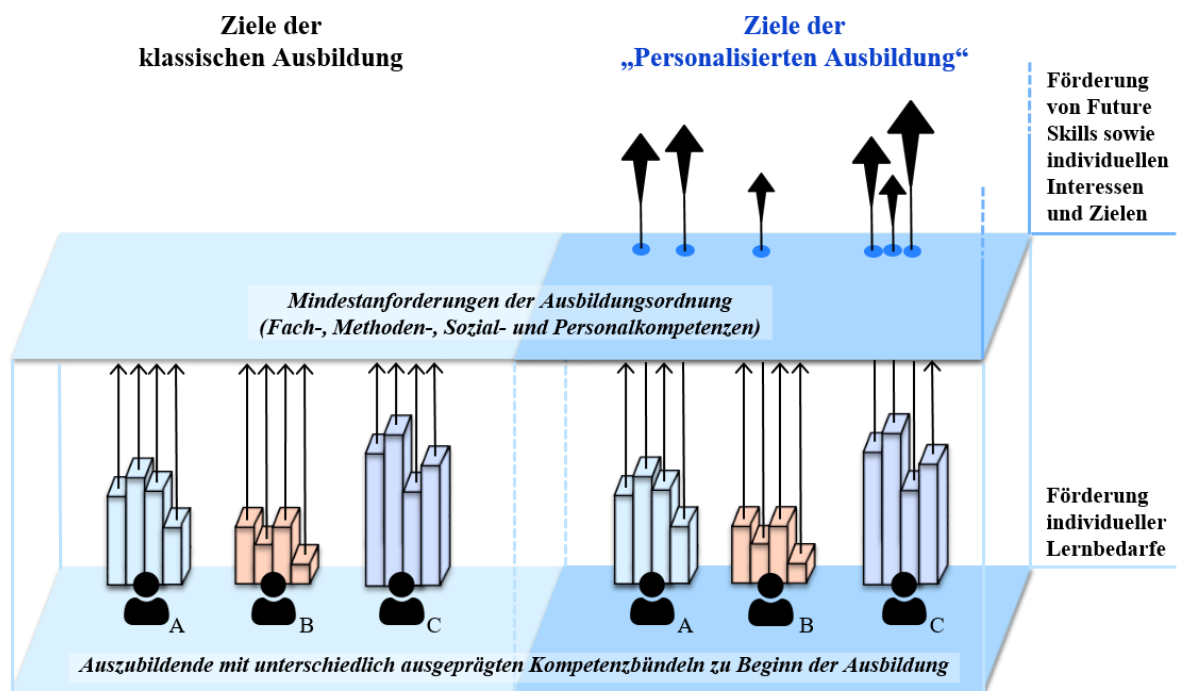 Ziele der
klassischen Ausbildung
Ziele der
„Personalisierten Ausbildung“
Förderung
von Future
Skills sowie
individuellen
Interessen
und Zielen
Mindestanforderungen der Ausbildungsordnung
(Fach-, Methoden-, Sozial- und Personalkompetenzen)
Förderung
individueller
Lernbedarfe
A
B
C
A
B
C
Auszubildende mit unterschiedlich ausgeprägten Kompetenzbündeln zu Beginn der Ausbildung